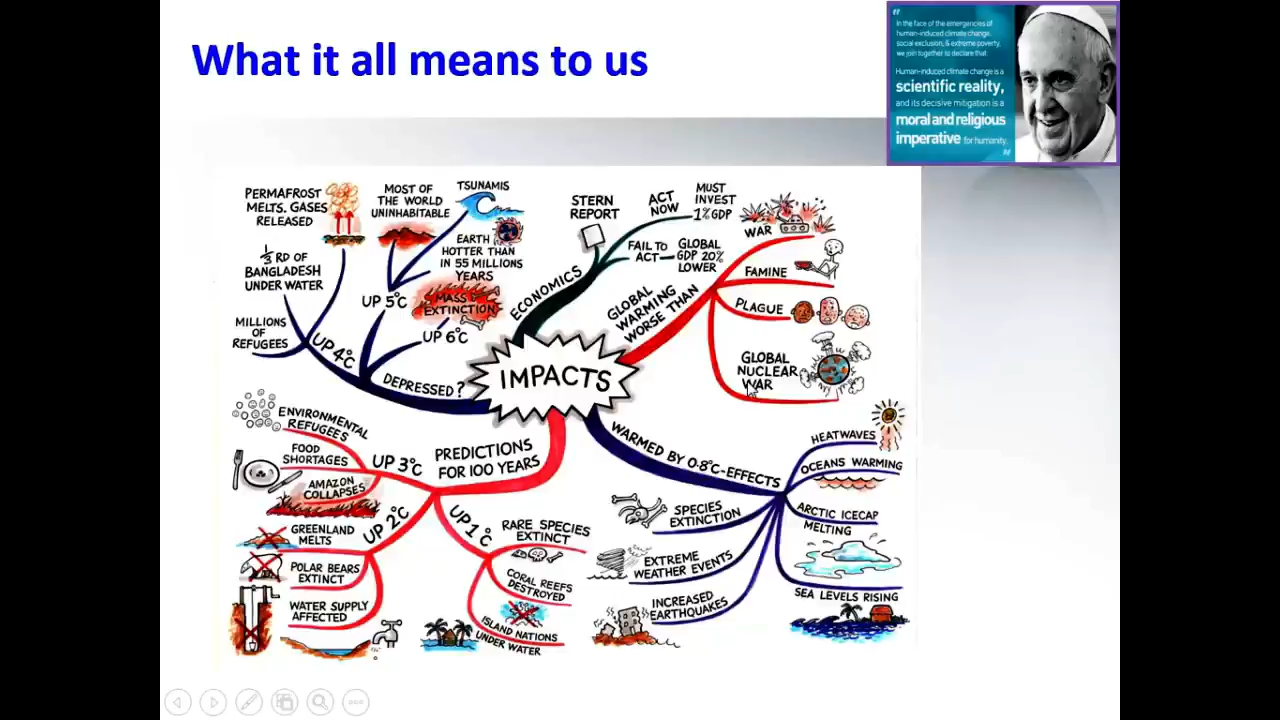 What it all means to us
"
In the face of the emergencies of
human-induced climate change,
social exclusion, & extreme poverty,
we join together to declare that:
Human-induced climate change is a
scientific reality,
and its decisive mitigation is a
moral and religious
imperative for humanity.
"
IMPACTS
ECONOMICS
STERN
REPORT
ACT
NOW
MUST
INVEST
1% GDP
FAIL TO
ACT
GLOBAL
GDP 20%
LOWER
GLOBAL
WARMING
WORSE THAN
WAR
FAMINE
PLAGUE
GLOBAL
NUCLEAR
WAR
WARMED BY 0.8°C-EFFECTS
HEATWAVES
OCEANS WARMING
ARCTIC ICECAP
MELTING
SEA LEVELS RISING
SPECIES
EXTINCTION
EXTREME
WEATHER EVENTS
INCREASED
EARTHQUAKES
PREDICTIONS
FOR 100 YEARS
UP 1°C
RARE SPECIES
EXTINCT
CORAL REEFS
DESTROYED
ISLAND NATIONS
UNDER WATER
UP 2°C
GREENLAND
MELTS
POLAR BEARS
EXTINCT
WATER SUPPLY
AFFECTED
UP 3°C
ENVIRONMENTAL
REFUGEES
FOOD
SHORTAGES
AMAZON
COLLAPSES
DEPRESSED?
UP 4°C
PERMAFROST
MELTS. GASES
RELEASED
⅓ RD OF
BANGLADESH
UNDER WATER
MILLIONS
OF
REFUGEES
UP 5°C
MOST OF
THE WORLD
UNINHABITABLE
TSUNAMIS
EARTH
HOTTER THAN
IN 55 MILLIONS
YEARS
UP 6°C
MASS
EXTINCTION